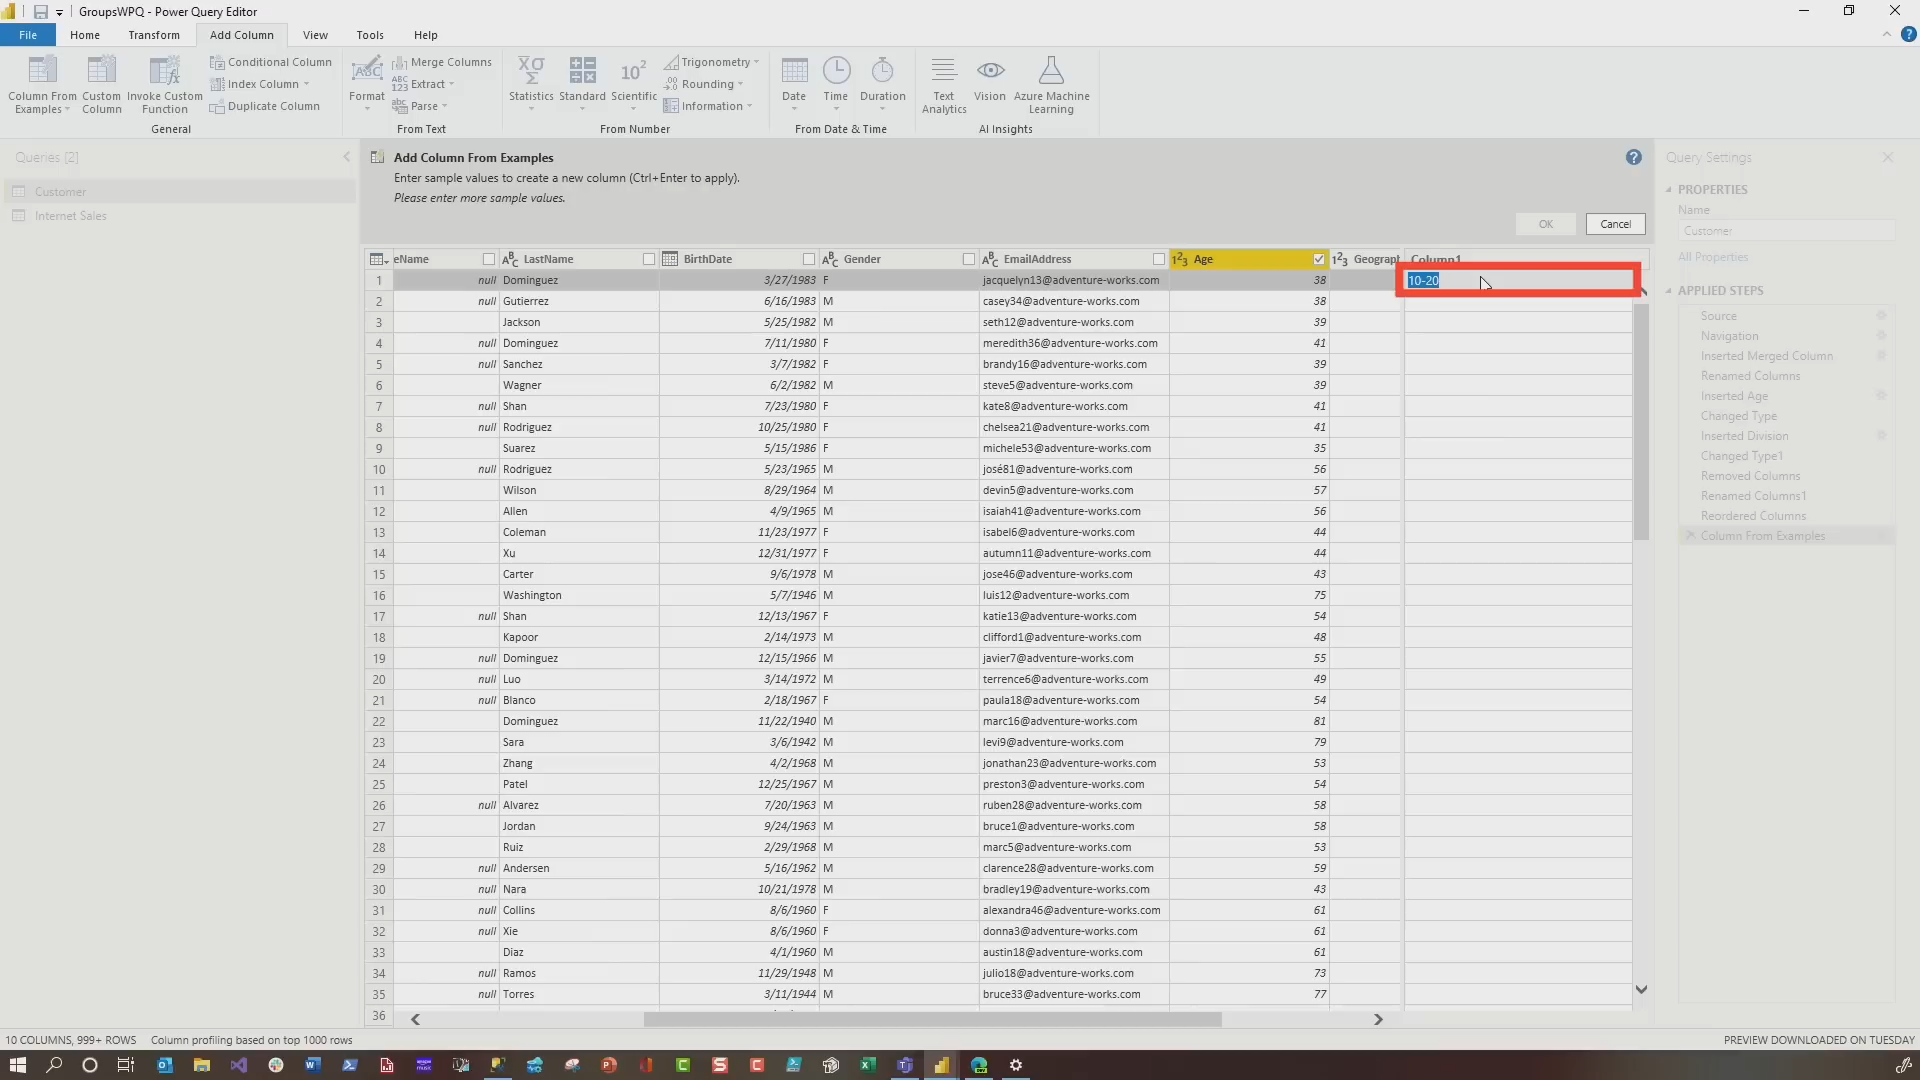 GroupsWPQ - Power Query Editor
File Home Transform Add Column View Tools Help
Column From Examples
Custom Column
Invoke Custom Function
Conditional Column
Index Column
Duplicate Column
General
Format
Merge Columns
Extract
Parse
From Text
Statistics
Standard
Scientific
Trigonometry
Rounding
Information
From Number
Date
Time
Duration
From Date & Time
Text Analytics
Vision
Azure Machine Learning
AI Insights
Queries [2]
Customer
Internet Sales
Add Column From Examples
Enter sample values to create a new column (Ctrl+Enter to apply).
Please enter more sample values.
OK Cancel
eName LastName BirthDate Gender EmailAddress Age Geograph Column1
1 null Dominguez 3/27/1983 F jacquelyn13@adventure-works.com 38 10-20
2 null Gutierrez 6/16/1983 M casey34@adventure-works.com 38
3 Jackson 5/25/1982 M seth12@adventure-works.com 39
4 null Dominguez 7/11/1980 F meredith36@adventure-works.com 41
5 null Sanchez 3/7/1982 F brandy16@adventure-works.com 39
6 Wagner 6/2/1982 M steve5@adventure-works.com 39
7 null Shan 7/23/1980 F kate8@adventure-works.com 41
8 null Rodriguez 10/25/1980 F chelsea21@adventure-works.com 41
9 Suarez 5/15/1986 F michele53@adventure-works.com 35
10 null Rodriguez 5/23/1965 M josé81@adventure-works.com 56
11 Wilson 8/29/1964 M devin5@adventure-works.com 57
12 Allen 4/9/1965 M isaiah41@adventure-works.com 56
13 Coleman 11/23/1977 F isabel6@adventure-works.com 44
14 Xu 12/31/1977 F autumn11@adventure-works.com 44
15 Carter 9/6/1978 M jose46@adventure-works.com 43
16 Washington 5/7/1946 M luis12@adventure-works.com 75
17 null Shan 12/13/1967 F katie13@adventure-works.com 54
18 Kapoor 2/14/1973 M clifford1@adventure-works.com 48
19 null Dominguez 12/15/1966 M javier7@adventure-works.com 55
20 null Luo 3/14/1972 M terrence6@adventure-works.com 49
21 null Blanco 2/18/1967 F paula18@adventure-works.com 54
22 Dominguez 11/22/1940 M marc16@adventure-works.com 81
23 Sara 3/6/1942 M levi9@adventure-works.com 79
24 Zhang 4/2/1968 M jonathan23@adventure-works.com 53
25 Patel 12/25/1967 M preston3@adventure-works.com 54
26 null Alvarez 7/20/1963 M ruben28@adventure-works.com 58
27 Jordan 9/24/1963 M bruce1@adventure-works.com 58
28 Ruiz 2/29/1968 M marc5@adventure-works.com 53
29 null Andersen 5/16/1962 M clarence28@adventure-works.com 59
30 null Nara 10/21/1978 M bradley19@adventure-works.com 43
31 null Collins 8/6/1960 F alexandra46@adventure-works.com 61
32 null Xie 8/6/1960 F donna3@adventure-works.com 61
33 Diaz 4/1/1960 M austin18@adventure-works.com 61
34 null Ramos 11/29/1948 M julio18@adventure-works.com 73
35 null Torres 3/11/1944 M bruce33@adventure-works.com 77
36
Query Settings
PROPERTIES
Name
Customer
All Properties
APPLIED STEPS
Source
Navigation
Inserted Merged Column
Renamed Columns
Inserted Age
Changed Type
Inserted Division
Changed Type1
Removed Columns
Renamed Columns1
Reordered Columns
Column From Examples
10 COLUMNS, 999+ ROWS Column profiling based on top 1000 rows PREVIEW DOWNLOADED ON TUESDAY